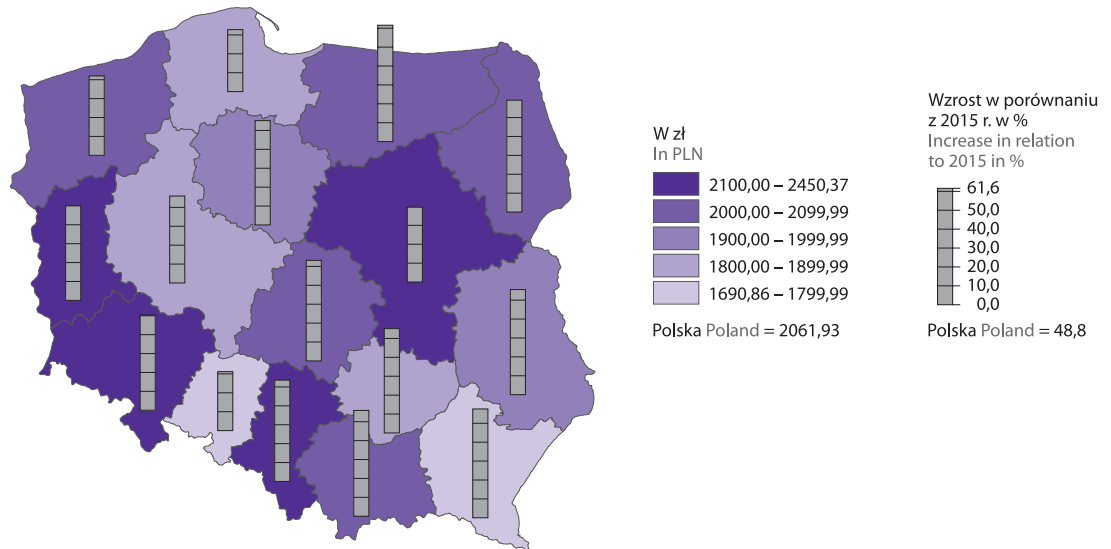 W zł
In PLN
2100,00 – 2450,37
2000,00 – 2099,99
1900,00 – 1999,99
1800,00 – 1899,99
1690,86 – 1799,99
Polska Poland = 2061,93
Wzrost w porównaniu
z 2015 r. w %
Increase in relation
to 2015 in %
61,6
50,0
40,0
30,0
20,0
10,0
0,0
Polska Poland = 48,8